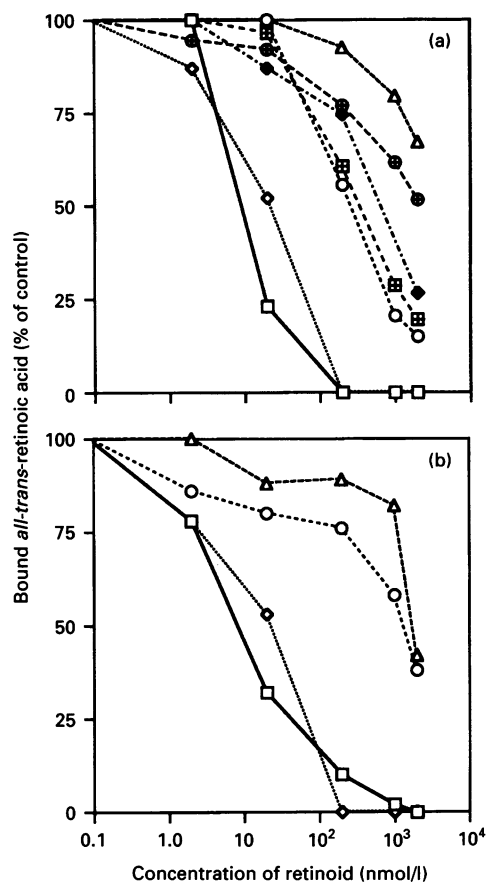 (a)
100
75
50
25
0
Bound all-trans-retinoic acid (% of control)
(b)
100
75
50
25
0
0.1 1.0 10 10² 10³ 10⁴
Concentration of retinoid (nmol/l)